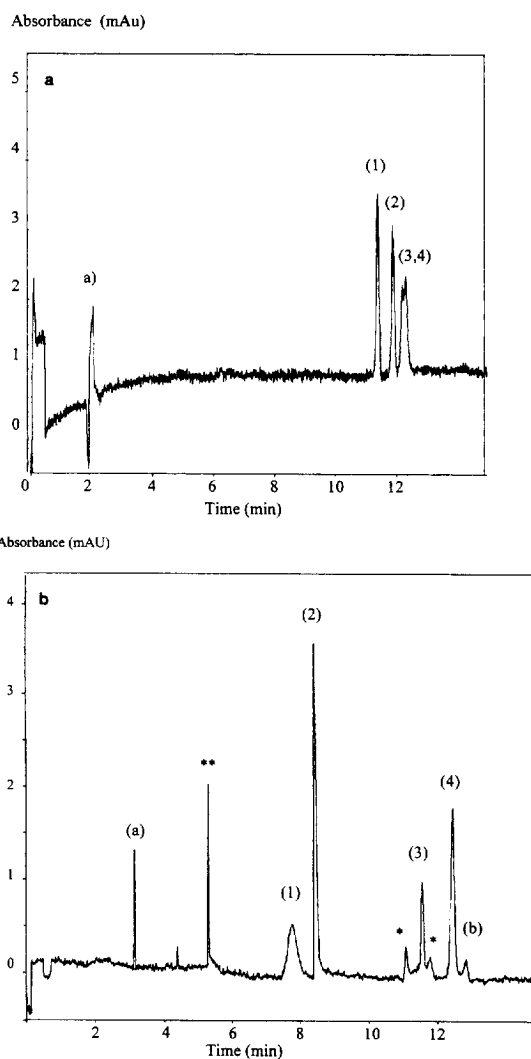 Absorbance (mAu)
a
5
4
3
2
1
0
a)
(1)
(2)
(3,4)
0 2 4 6 8 10 12
Time (min)
Absorbance (mAU)
b
4
3
2
1
0
(a)
**
(1)
(2)
*
(3)
*
(4)
(b)
2 4 6 8 10 12
Time (min)